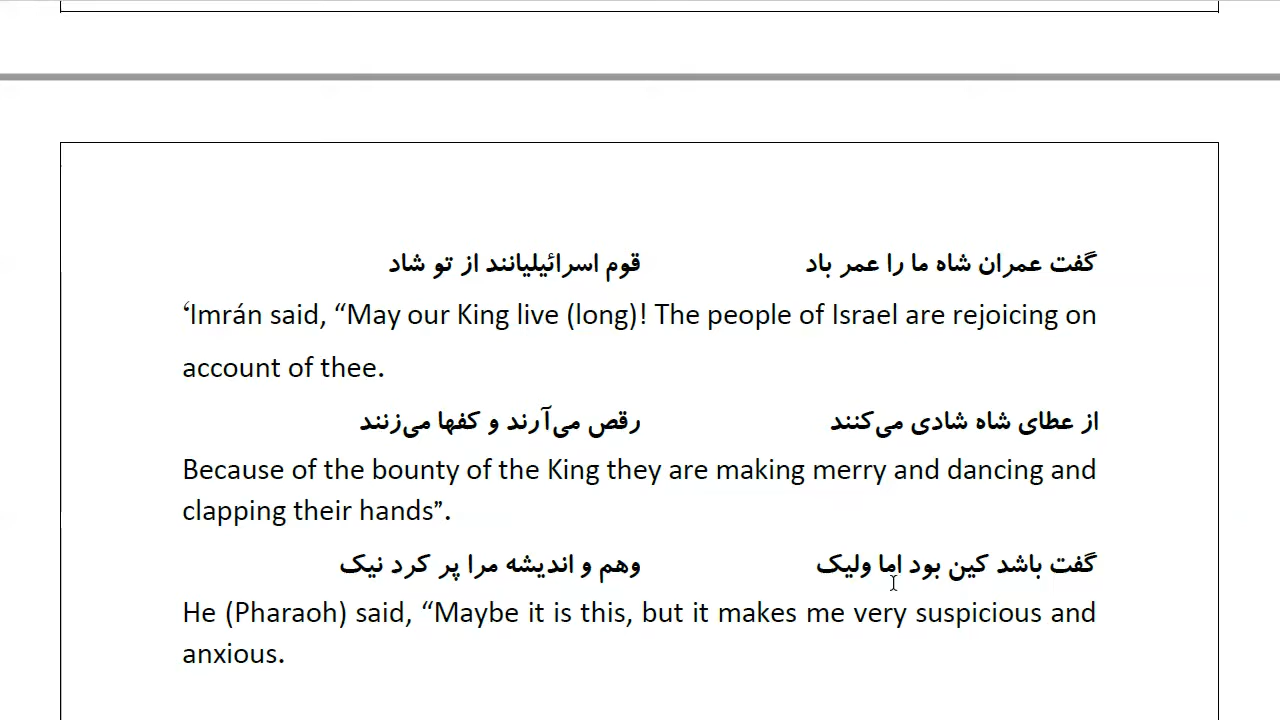 گفت عمران شاه ما را عمر باد قوم اسرائیلیانند از تو شاد
‘Imrán said, “May our King live (long)! The people of Israel are rejoicing on
account of thee.
از عطای شاه شادی می‌کنند رقص می‌آرند و کفها می‌زنند
Because of the bounty of the King they are making merry and dancing and
clapping their hands”.
گفت باشد کین بود اما ولیک وهم و اندیشه مرا پر کرد نیک
He (Pharaoh) said, “Maybe it is this, but it makes me very suspicious and
anxious.